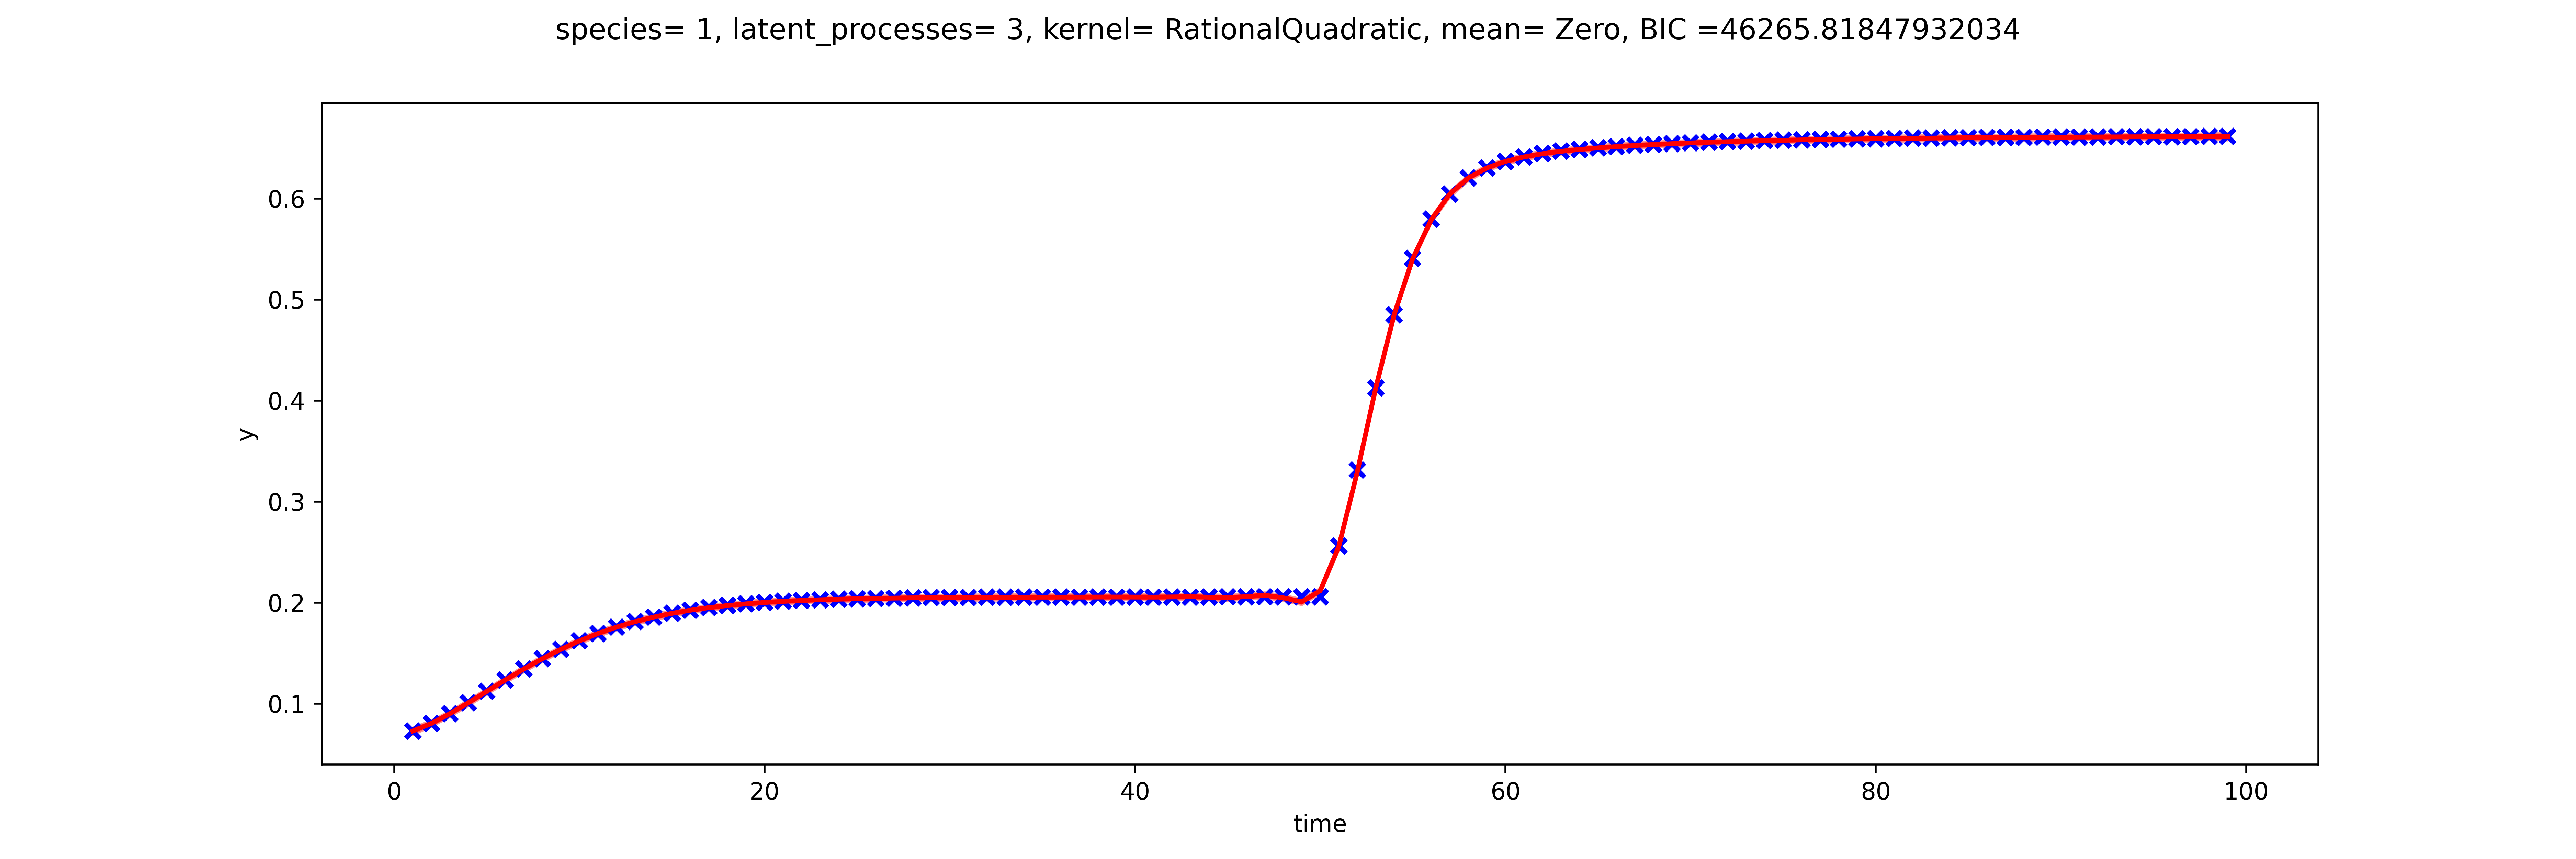 species= 1, latent_processes= 3, kernel= RationalQuadratic, mean= Zero, BIC =46265.81847932034
0.6
0.5
0.4
0.3
0.2
0.1
y
0 20 40 60 80 100
time